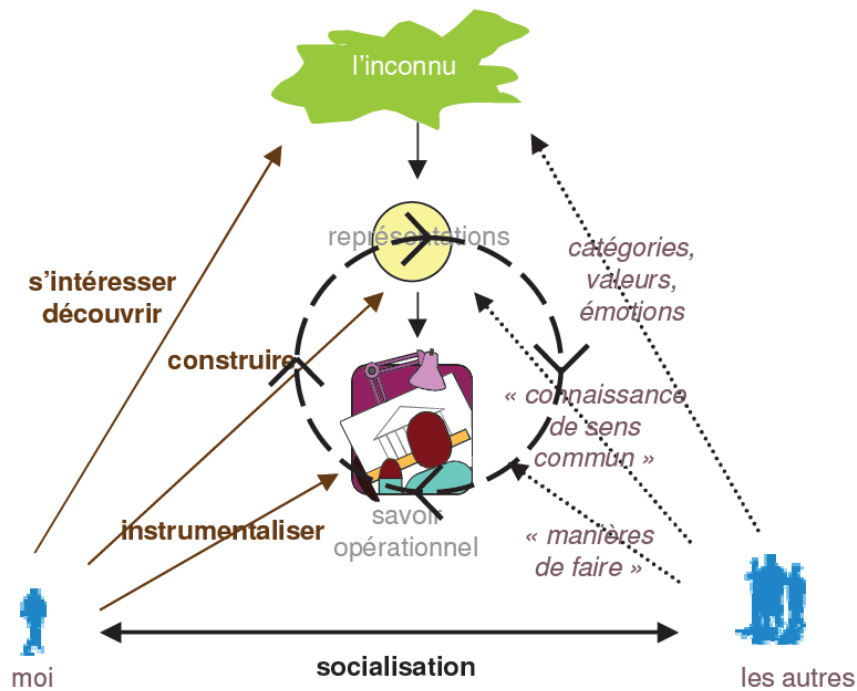 l'inconnu
représentations
catégories,
valeurs,
émotions
s'intéresser
découvrir
construire
« connaissance
de sens
commun »
instrumentaliser
savoir
opérationnel
« manières
de faire »
moi
socialisation
les autres